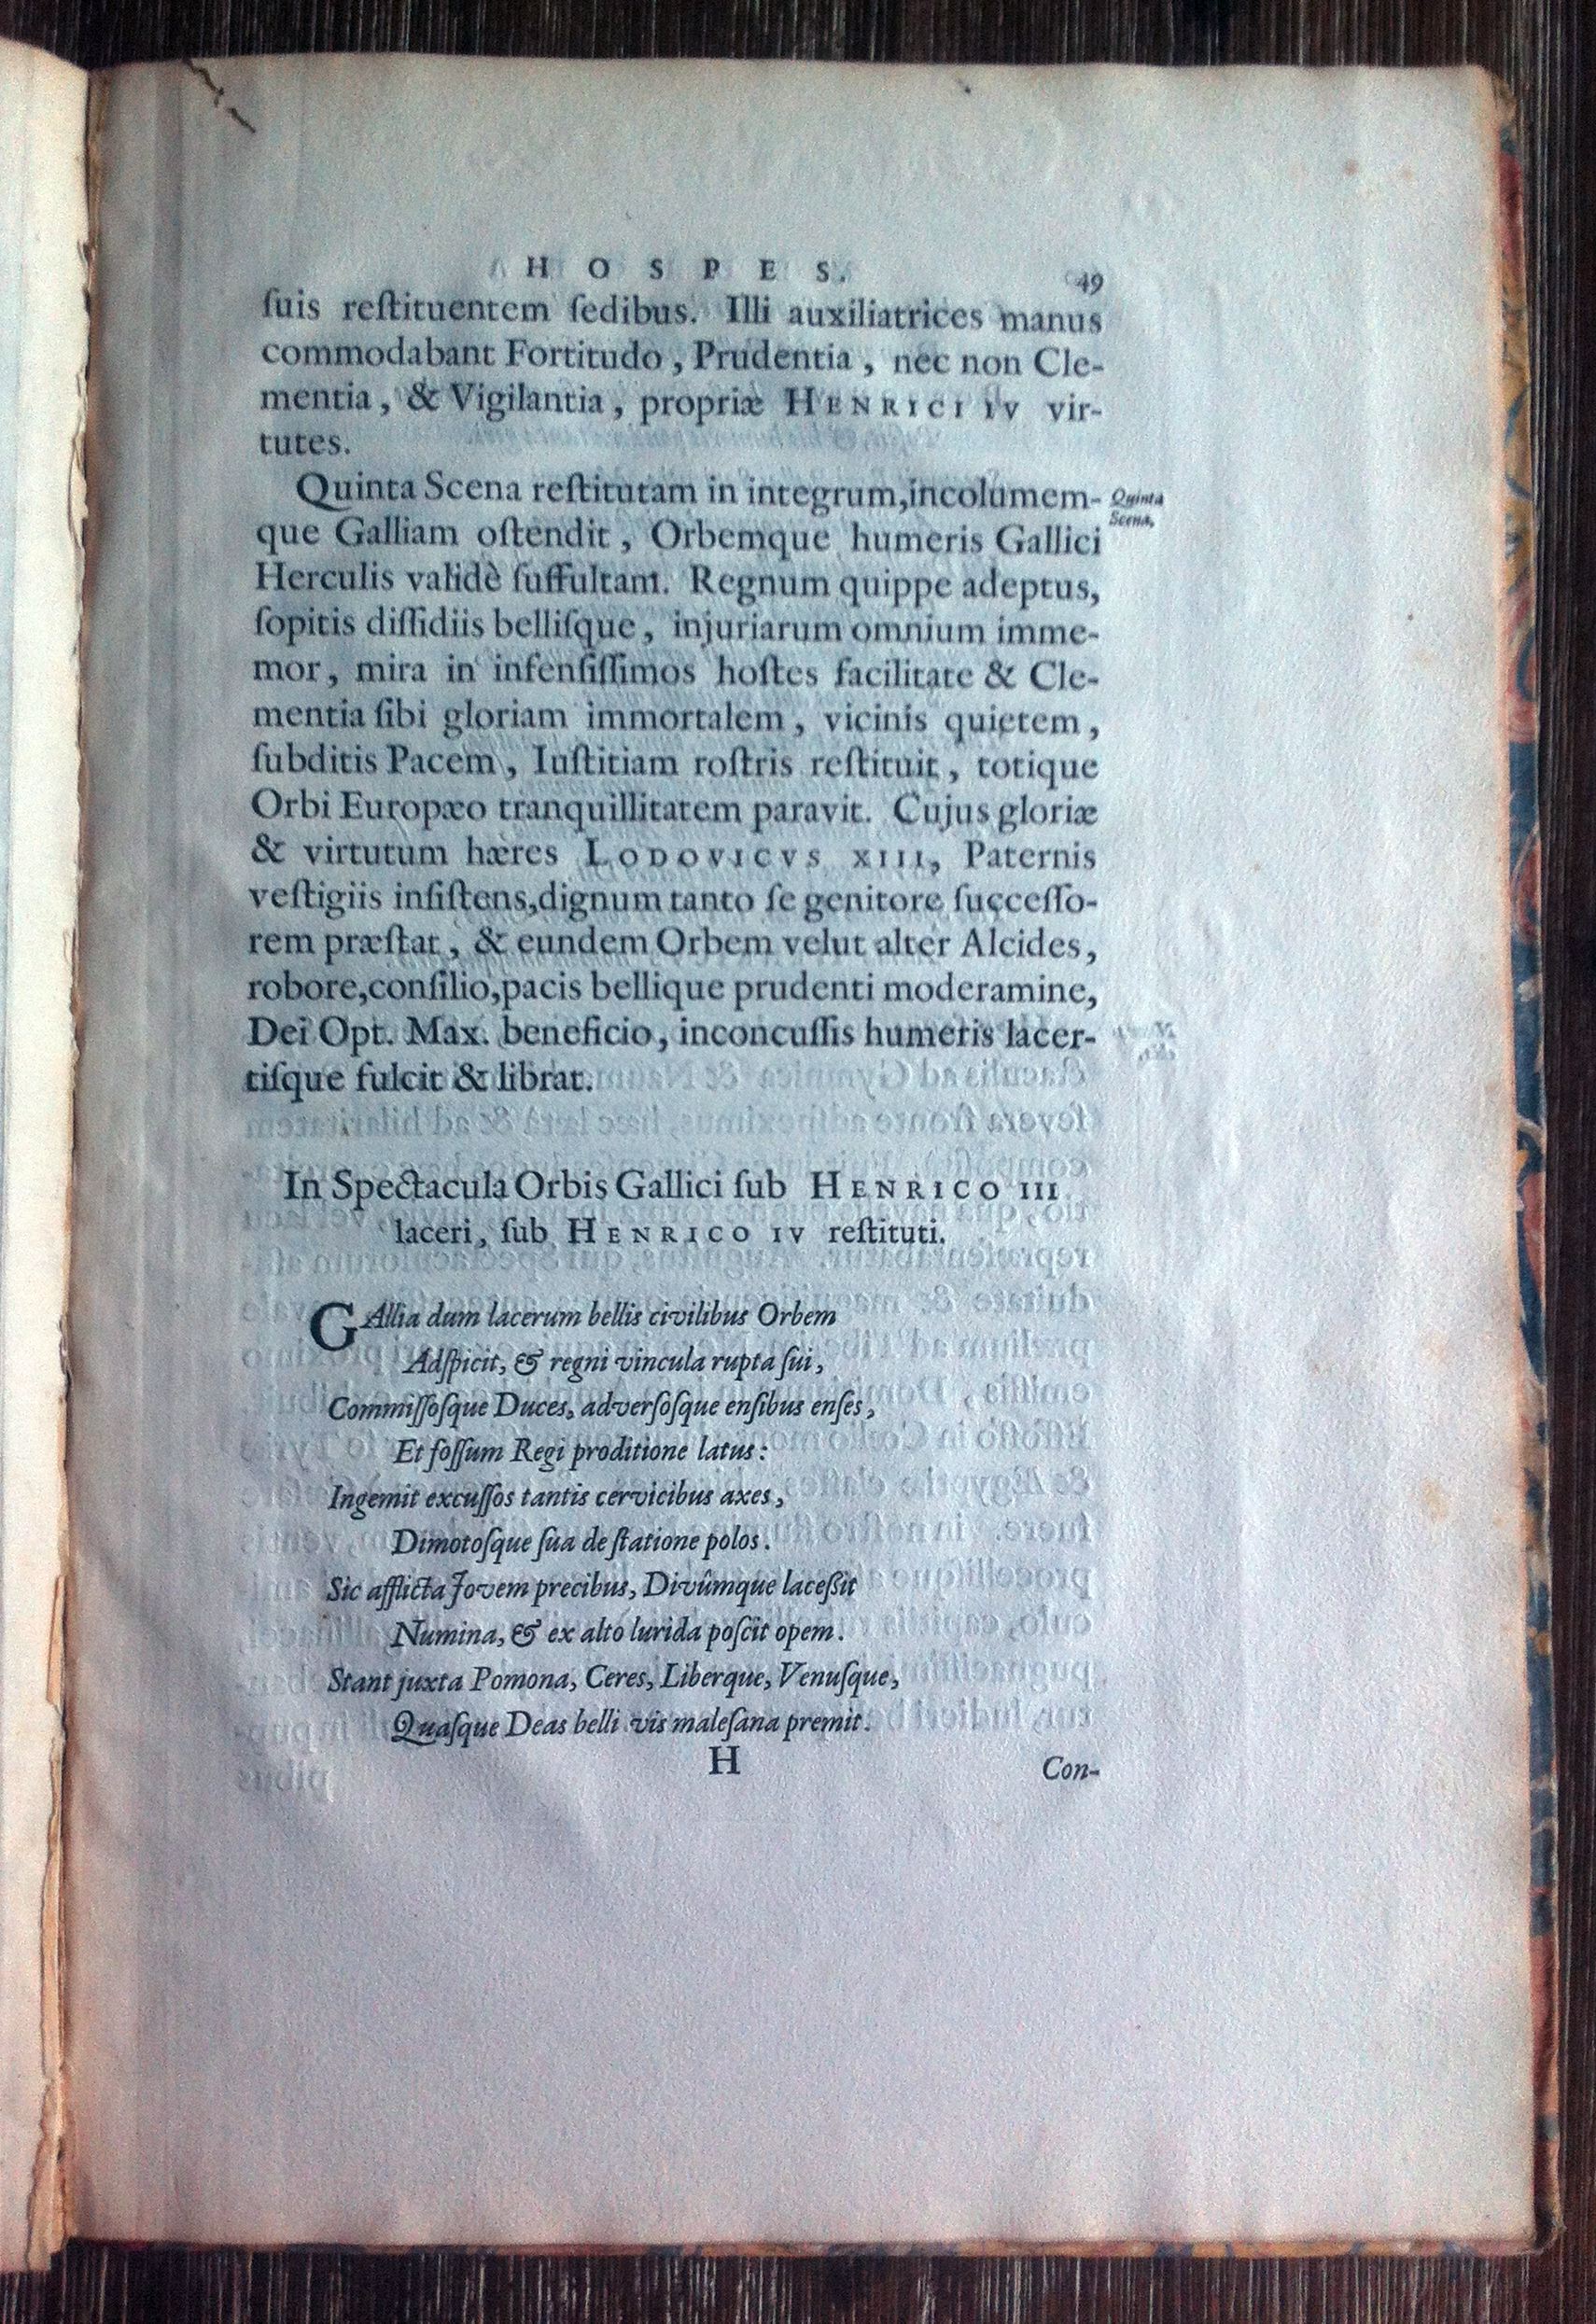 HOSPES. 49
ſuis reſtituentem ſedibus. Illi auxiliatrices manus
commodabant Fortitudo, Prudentia, nec non Cle-
mentia, & Vigilantia, propriæ HENRICI IV vir-
tutes.
Quinta Scena reſtitutam in integrum, incolumem-
Quinta
Scena,
que Galliam oſtendit, Orbemque humeris Gallici
Herculis validè ſuffultam. Regnum quippe adeptus,
ſopitis diſſidiis belliſque, injuriarum omnium imme-
mor, mira in infenſiſſimos hoſtes facilitate & Cle-
mentia ſibi gloriam immortalem, vicinis quietem,
ſubditis Pacem, Iuſtitiam roſtris reſtituit, totique
Orbi Europæo tranquillitatem paravit. Cujus gloriæ
& virtutum hæres LODOVICVS XIII, Paternis
veſtigiis inſiſtens, dignum tanto ſe genitore ſucceſſo-
rem præſtat, & eundem Orbem velut alter Alcides,
robore, conſilio, pacis bellique prudenti moderamine,
Dei Opt. Max. beneficio, inconcuſſis humeris lacer-
tiſque fulcit & librat.
In Spectacula Orbis Gallici ſub HENRICO III
laceri, ſub HENRICO IV reſtituti.
GAllia dum lacerum bellis civilibus Orbem
Adſpicit, & regni vincula rupta ſui,
Commiſſoſque Duces, adverſoſque enſibus enſes,
Et foſſum Regi proditione latus:
Ingemit excuſſos tantis cervicibus axes,
Dimotoſque ſua de ſtatione polos.
Sic afflicta Jovem precibus, Divûmque laceßit
Numina, & ex alto lurida poſcit opem.
Stant juxta Pomona, Ceres, Liberque, Venuſque,
Quaſque Deas belli vis maleſana premit.
H Con-